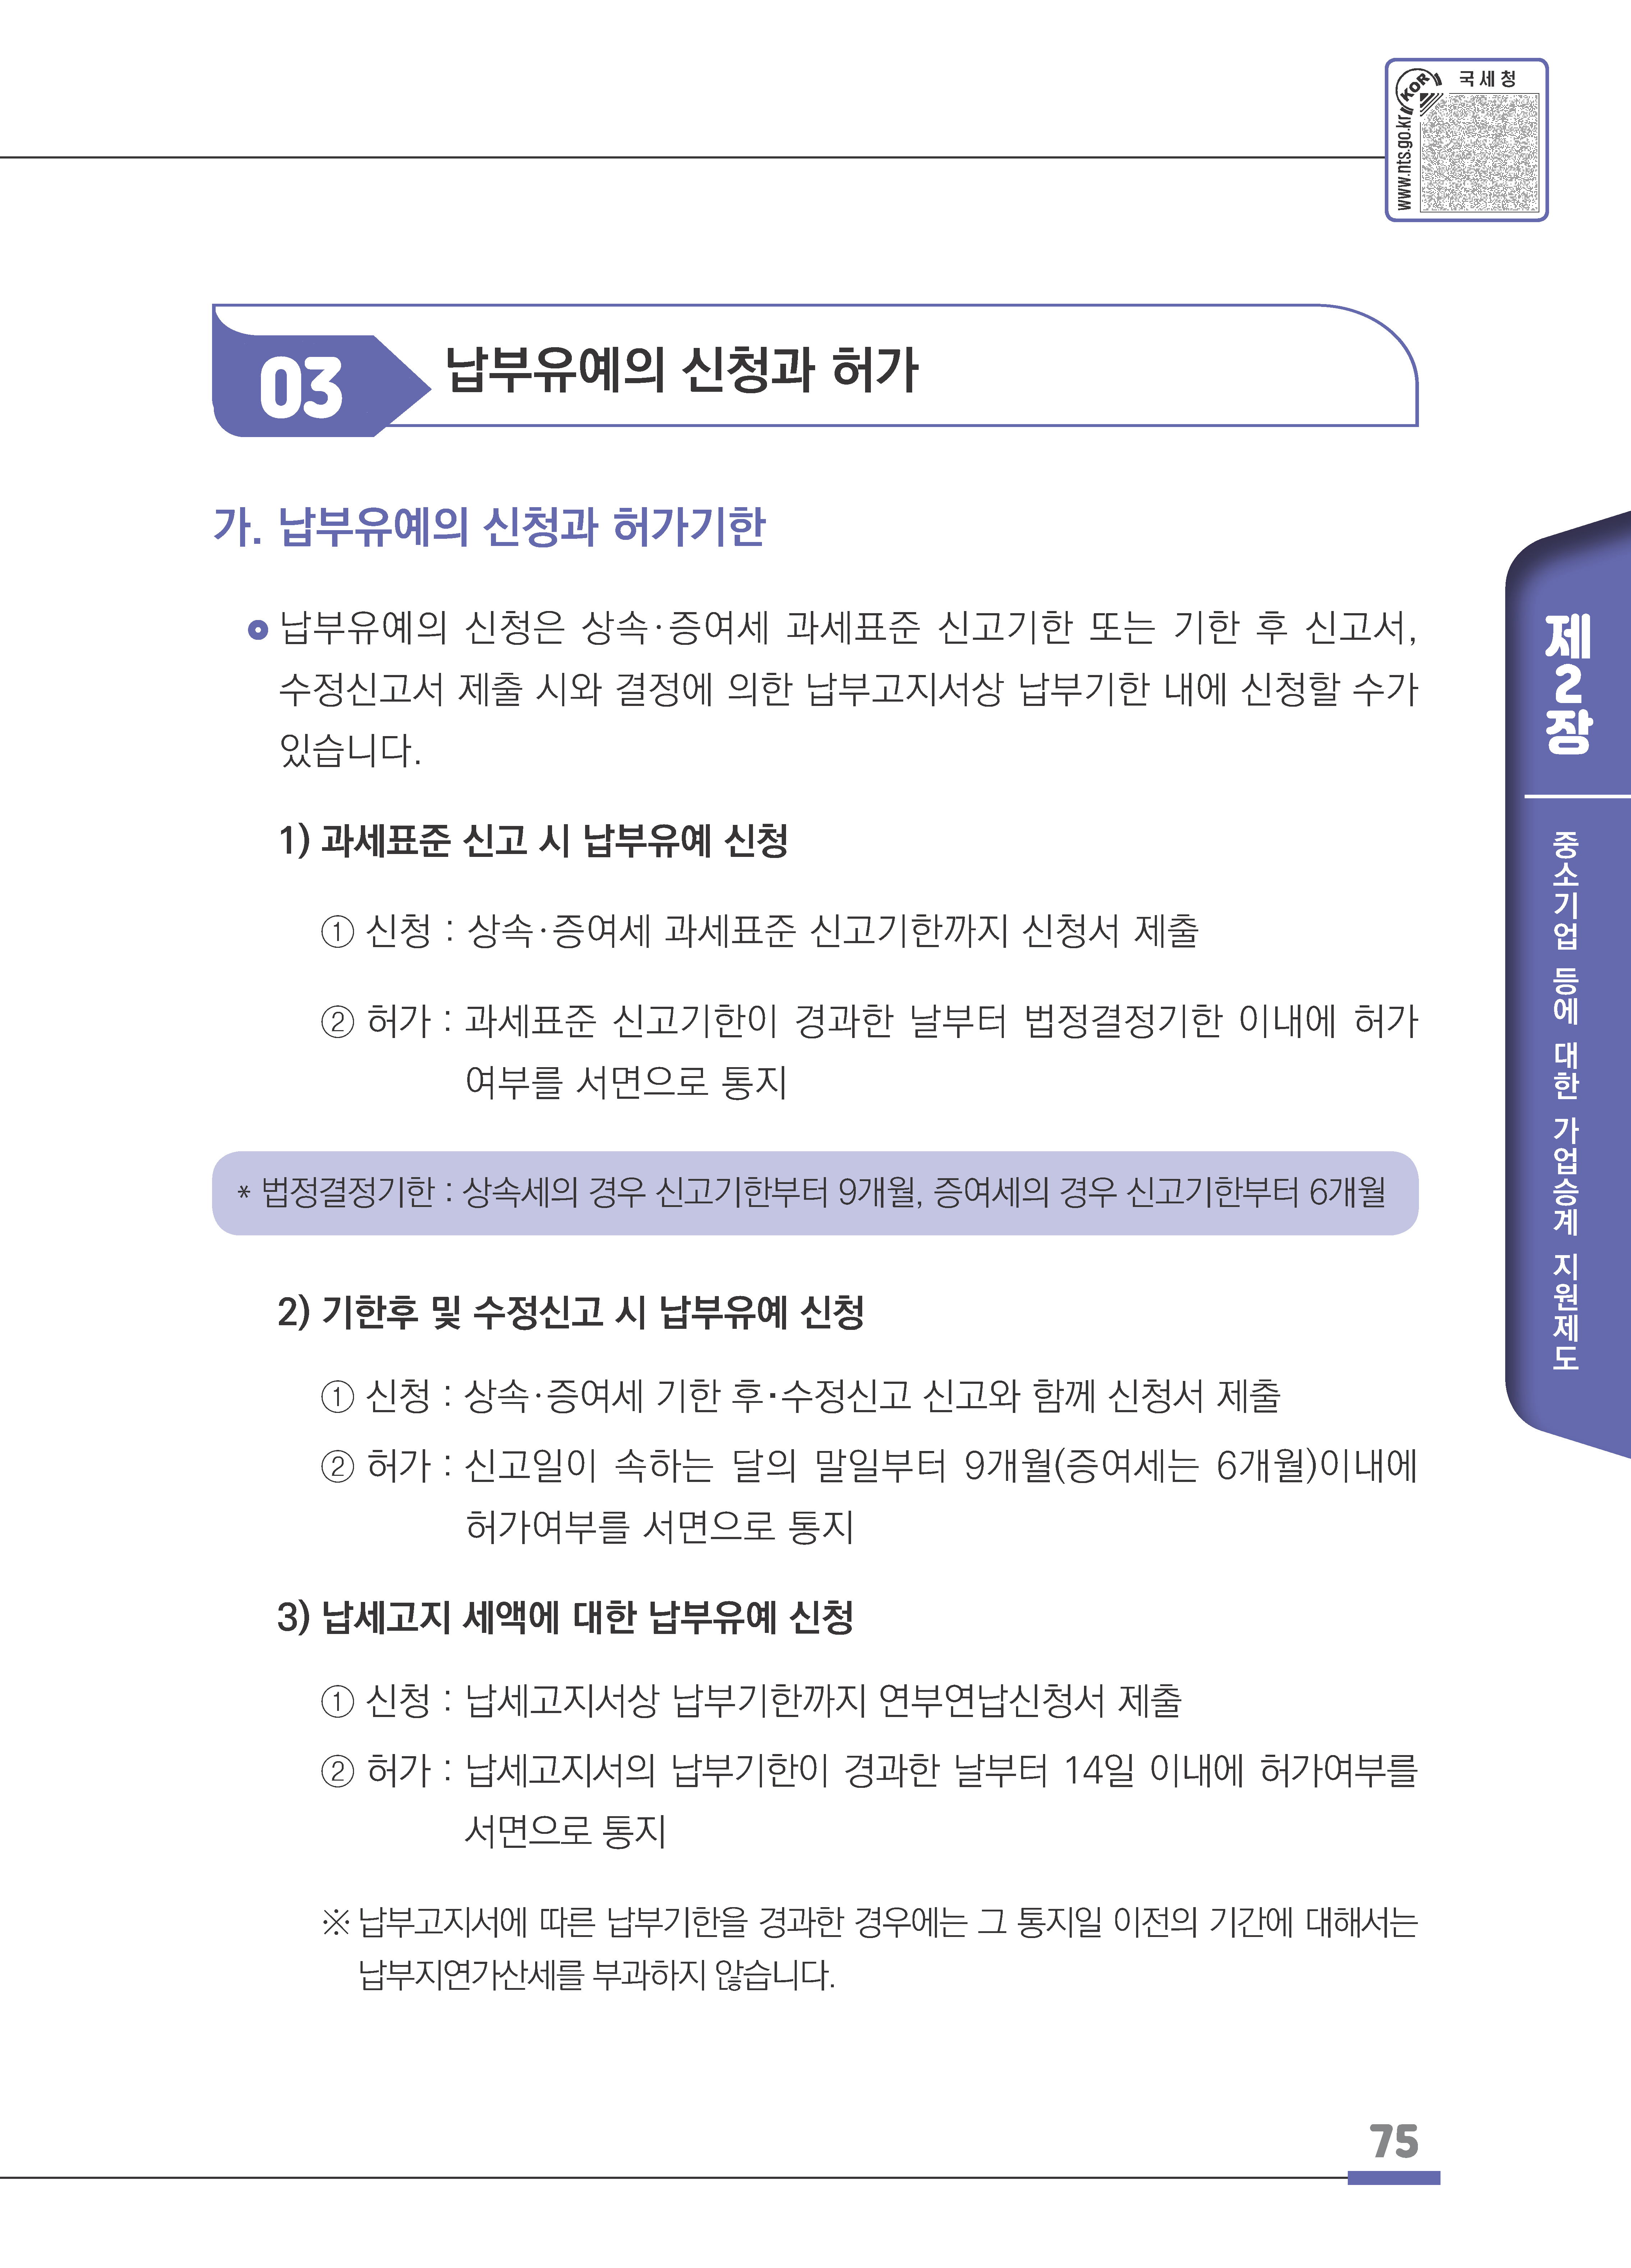 국세청
KOR
www.nts.go.kr
03
납부유예의 신청과 허가
가. 납부유예의 신청과 허가기한
납부유예의 신청은 상속·증여세 과세표준 신고기한 또는 기한 후 신고서,
수정신고서 제출 시와 결정에 의한 납부고지서상 납부기한 내에 신청할 수가
있습니다.
1) 과세표준 신고 시 납부유예 신청
① 신청 : 상속·증여세 과세표준 신고기한까지 신청서 제출
② 허가 : 과세표준 신고기한이 경과한 날부터 법정결정기한 이내에 허가
여부를 서면으로 통지
* 법정결정기한 : 상속세의 경우 신고기한부터 9개월, 증여세의 경우 신고기한부터 6개월
2) 기한후 및 수정신고 시 납부유예 신청
① 신청 : 상속·증여세 기한 후·수정신고 신고와 함께 신청서 제출
② 허가 : 신고일이 속하는 달의 말일부터 9개월(증여세는 6개월)이내에
허가여부를 서면으로 통지
3) 납세고지 세액에 대한 납부유예 신청
① 신청 : 납세고지서상 납부기한까지 연부연납신청서 제출
② 허가 : 납세고지서의 납부기한이 경과한 날부터 14일 이내에 허가여부를
서면으로 통지
※ 납부고지서에 따른 납부기한을 경과한 경우에는 그 통지일 이전의 기간에 대해서는
납부지연가산세를 부과하지 않습니다.
제2장
중소기업 등에 대한 가업승계 지원제도
75